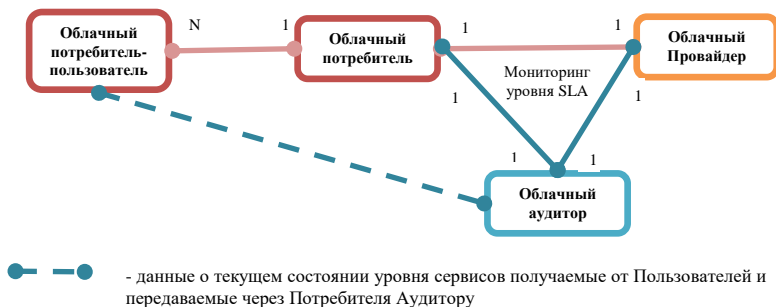 Облачный
потребитель-
пользователь
N
1
Облачный
потребитель
1
1
Облачный
Провайдер
Мониторинг
уровня SLA
1
1
1
1
Облачный
аудитор
- данные о текущем состоянии уровня сервисов получаемые от Пользователей и
передаваемые через Потребителя Аудитору